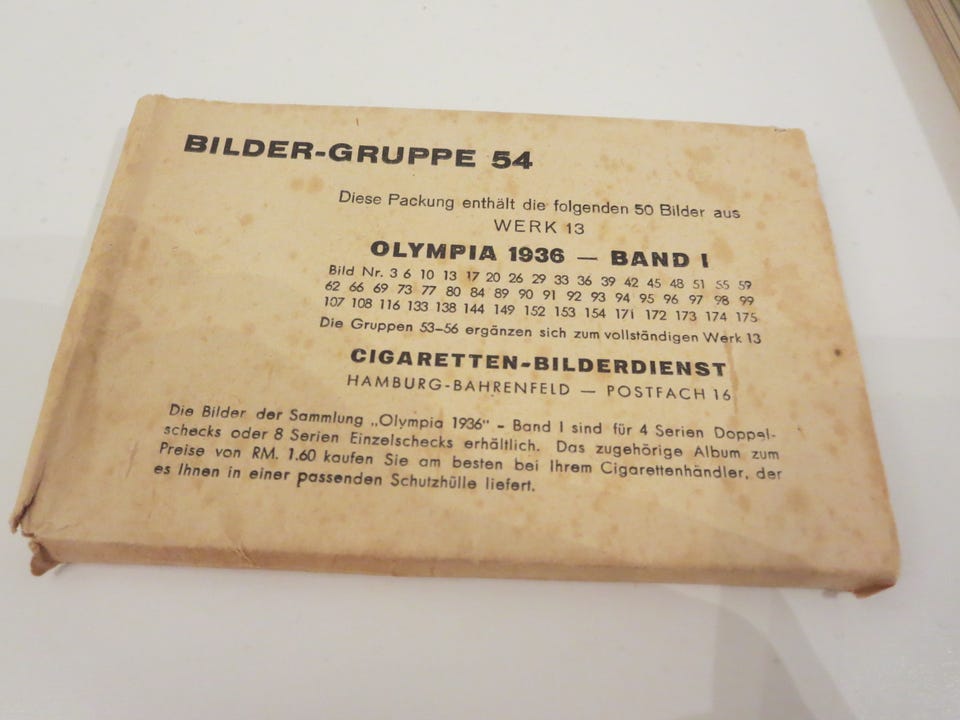 BILDER-GRUPPE 54
Diese Packung enthält die folgenden 50 Bilder aus
WERK 13
OLYMPIA 1936 — BAND I
Bild Nr. 3 6 10 13 17 20 26 29 33 36 39 42 45 48 51 55 59
62 66 69 73 77 80 84 89 90 91 92 93 94 95 96 97 98 99
107 108 116 133 138 144 149 152 153 154 171 172 173 174 175
Die Gruppen 53–56 ergänzen sich zum vollständigen Werk 13
CIGARETTEN-BILDERDIENST
HAMBURG-BAHRENFELD — POSTFACH 16
Die Bilder der Sammlung „Olympia 1936" - Band I sind für 4 Serien Doppel-
schecks oder 8 Serien Einzelschecks erhältlich. Das zugehörige Album zum
Preise von RM. 1.60 kaufen Sie am besten bei Ihrem Cigarettenhändler, der
es Ihnen in einer passenden Schutzhülle liefert.